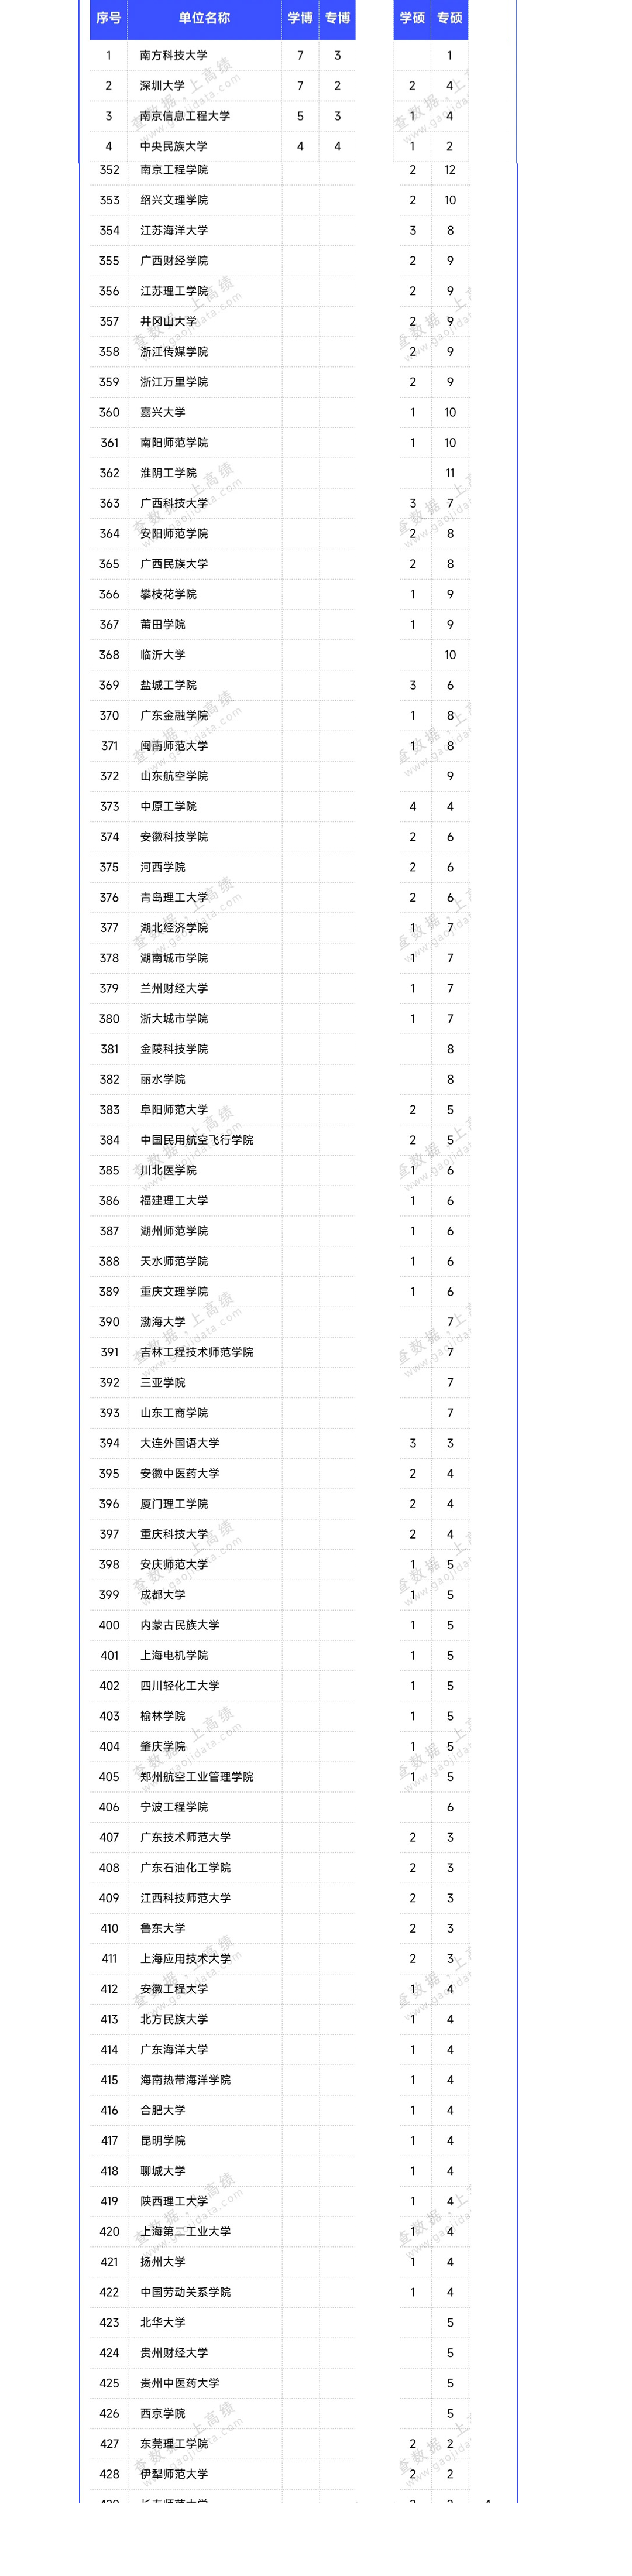 序号 单位名称 学博 专博 学硕 专硕
1 南方科技大学 7 3 1
2 深圳大学 7 2 2 4
3 南京信息工程大学 5 3 1 4
4 中央民族大学 4 4 1 2
352 南京工程学院 2 12
353 绍兴文理学院 2 10
354 江苏海洋大学 3 8
355 广西财经学院 2 9
356 江苏理工学院 2 9
357 井冈山大学 2 9
358 浙江传媒学院 2 9
359 浙江万里学院 2 9
360 嘉兴大学 1 10
361 南阳师范学院 1 10
362 淮阴工学院 11
363 广西科技大学 3 7
364 安阳师范学院 2 8
365 广西民族大学 2 8
366 攀枝花学院 1 9
367 莆田学院 1 9
368 临沂大学 10
369 盐城工学院 3 6
370 广东金融学院 1 8
371 闽南师范大学 1 8
372 山东航空学院 9
373 中原工学院 4 4
374 安徽科技学院 2 6
375 河西学院 2 6
376 青岛理工大学 2 6
377 湖北经济学院 1 7
378 湖南城市学院 1 7
379 兰州财经大学 1 7
380 浙大城市学院 1 7
381 金陵科技学院 8
382 丽水学院 8
383 阜阳师范大学 2 5
384 中国民用航空飞行学院 2 5
385 川北医学院 1 6
386 福建理工大学 1 6
387 湖州师范学院 1 6
388 天水师范学院 1 6
389 重庆文理学院 1 6
390 渤海大学 7
391 吉林工程技术师范学院 7
392 三亚学院 7
393 山东工商学院 7
394 大连外国语大学 3 3
395 安徽中医药大学 2 4
396 厦门理工学院 2 4
397 重庆科技大学 2 4
398 安庆师范大学 1 5
399 成都大学 1 5
400 内蒙古民族大学 1 5
401 上海电机学院 1 5
402 四川轻化工大学 1 5
403 榆林学院 1 5
404 肇庆学院 1 5
405 郑州航空工业管理学院 1 5
406 宁波工程学院 6
407 广东技术师范大学 2 3
408 广东石油化工学院 2 3
409 江西科技师范大学 2 3
410 鲁东大学 2 3
411 上海应用技术大学 2 3
412 安徽工程大学 1 4
413 北方民族大学 1 4
414 广东海洋大学 1 4
415 海南热带海洋学院 1 4
416 合肥大学 1 4
417 昆明学院 1 4
418 聊城大学 1 4
419 陕西理工大学 1 4
420 上海第二工业大学 1 4
421 扬州大学 1 4
422 中国劳动关系学院 1 4
423 北华大学 5
424 贵州财经大学 5
425 贵州中医药大学 5
426 西京学院 5
427 东莞理工学院 2 2
428 伊犁师范大学 2 2
查数据，上高绩
www.gaojidata.com